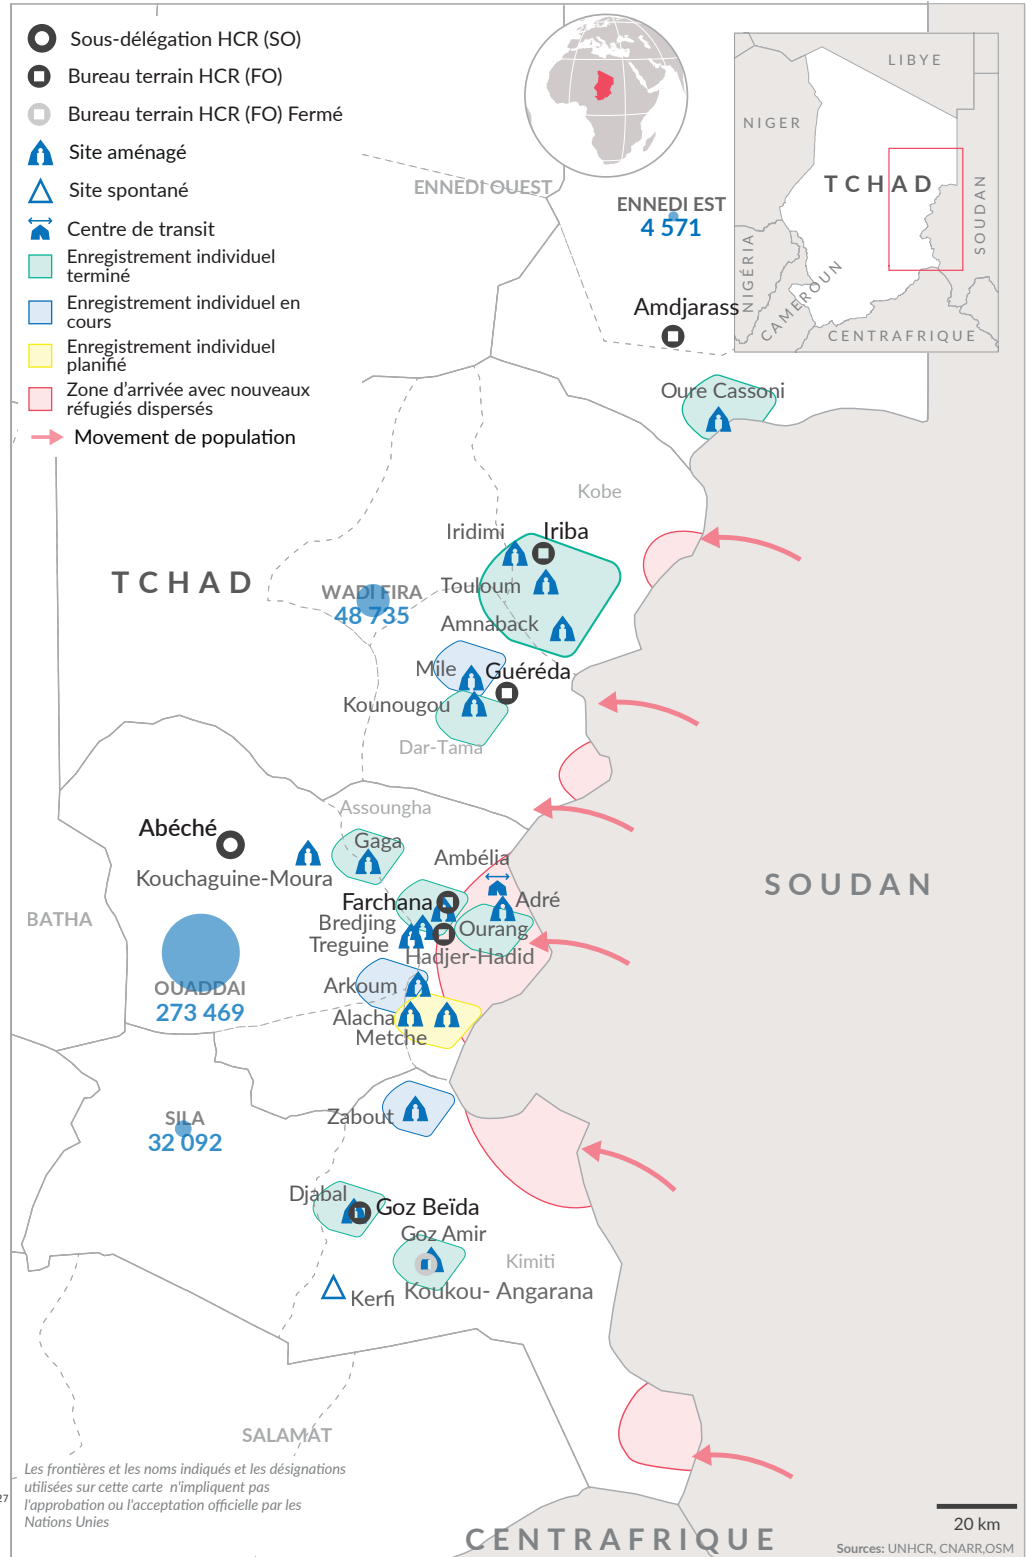 Sous-délégation HCR (SO)
Bureau terrain HCR (FO)
Bureau terrain HCR (FO) Fermé
Site aménagé
Site spontané
Centre de transit
Enregistrement individuel
terminé
Enregistrement individuel en
cours
Enregistrement individuel
planifié
Zone d'arrivée avec nouveaux
réfugiés dispersés
Movement de population
LIBYE
NIGER
TCHAD
SOUDAN
NIGÉRIA
CAMEROUN
CENTRAFRIQUE
ENNEDI OUEST
ENNEDI EST
4 571
Amdjarass
Oure Cassoni
Kobe
Iridimi
Iriba
TCHAD
WADI FIRA
48 735
Touloum
Amnaback
Mile
Guéréda
Kounougou
Dar-Tama
Assoungha
Abéché
Gaga
Kouchaguine-Moura
Ambélia
SOUDAN
Farchana
Adré
BATHA
Bredjing
Ourang
Treguine
Hadjer-Hadid
OUADDAI
273 469
Arkoum
Alacha
Metche
SILA
32 092
Zabout
Djabal
Goz Beïda
Goz Amir
Kimiti
Kerfi
Koukou- Angarana
SALAMAT
Les frontières et les noms indiqués et les désignations
utilisées sur cette carte n'impliquent pas
l'approbation ou l'acceptation officielle par les
Nations Unies
27
CENTRAFRIQUE
20 km
Sources: UNHCR, CNARR,OSM